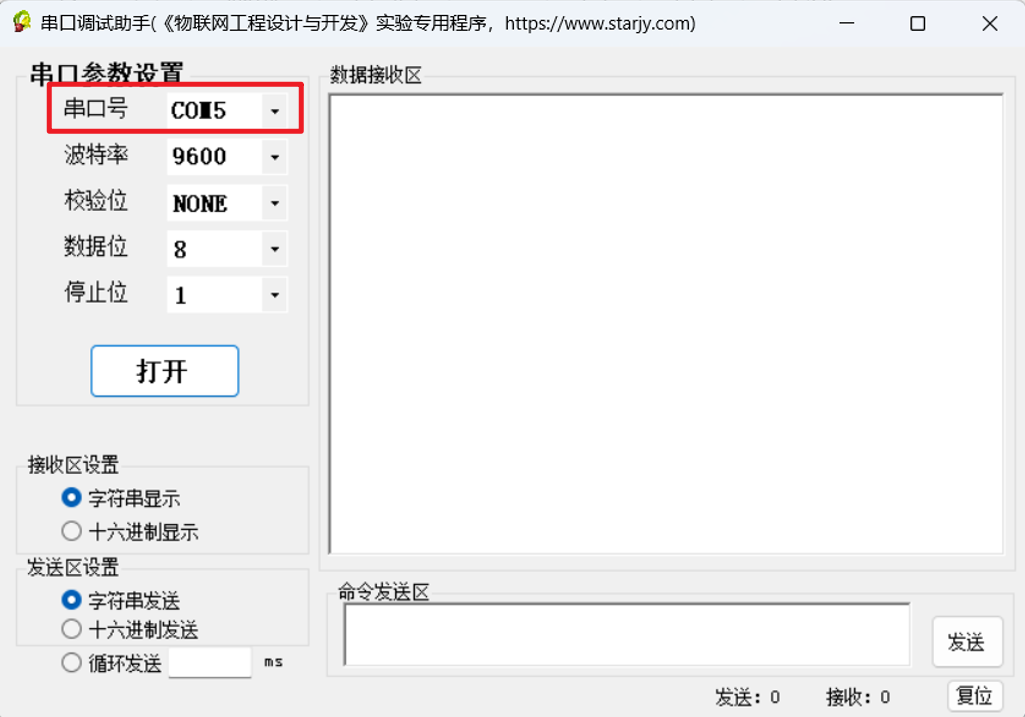 串口调试助手(《物联网工程设计与开发》实验专用程序，https://www.starjy.com)
串口参数设置
串口号 COM5
波特率 9600
校验位 NONE
数据位 8
停止位 1
打开
接收区设置
字符串显示
十六进制显示
发送区设置
字符串发送
十六进制发送
循环发送 ms
数据接收区
命令发送区
发送
发送：0 接收：0 复位